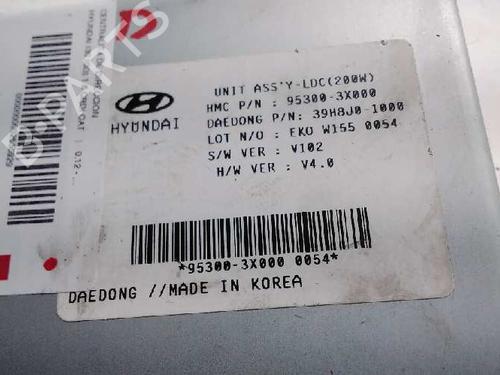 UNIT ASS'Y-LDC(200W)
HMC P/N : 95300-3X000
DAEDONG P/N: 39H8J0-1000
LOT N/O : EKO W155 0054
S/W VER : V102
H/W VER : V4.0
HYUNDAI
*95300-3X000 0054*
DAEDONG //MADE IN KOREA
B-PARTS